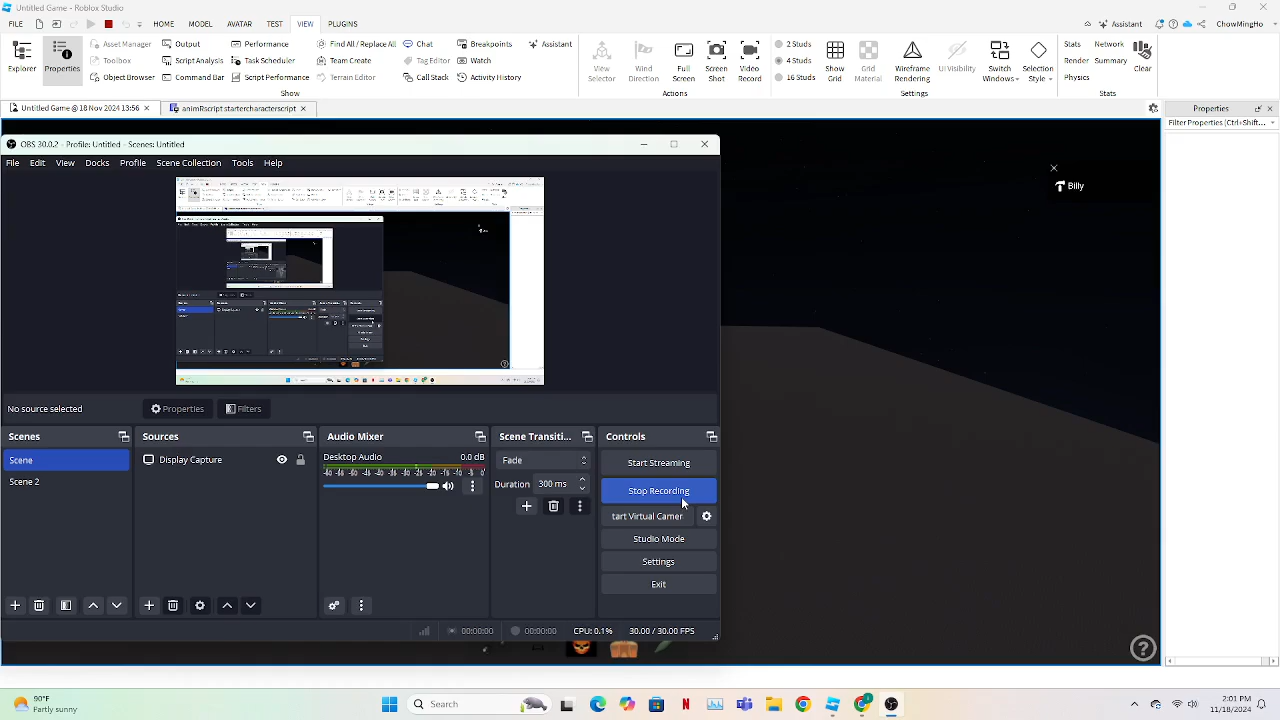 Untitled Game - Roblox Studio
FILE HOME MODEL AVATAR TEST VIEW PLUGINS Assistant ChowMingHo
Explorer
Properties
Asset Manager
Toolbox
Object Browser
Output
Script Analysis
Command Bar
Performance
Task Scheduler
Script Performance
Find All / Replace All
Team Create
Terrain Editor
Chat
Tag Editor
Call Stack
Breakpoints
Watch
Activity History
Assistant
Show
View Selector
Wind Direction
Full Screen
Screen Shot
Video Record
Actions
2 Studs
4 Studs
16 Studs
Show Grid
Grid Material
Wireframe Rendering
UI Visibility
Switch Windows
Selection Style
Settings
Stats
Render
Physics
Network
Summary
Clear
Stats
Untitled Game @ 18 Nov 2024 13:56
animRscript startercharacterscript
Properties
Filter Properties (Ctrl+Shift...
OBS 30.0.2 - Profile: Untitled - Scenes: Untitled
File Edit View Docks Profile Scene Collection Tools Help
Billy
No source selected
Properties
Filters
Scenes
Scene
Scene 2
Sources
Display Capture
Audio Mixer
Desktop Audio 0.0 dB
Scene Transiti...
Fade
Duration 300 ms
Controls
Start Streaming
Stop Recording
tart Virtual Camer
Studio Mode
Settings
Exit
00:00:00 00:00:00 CPU: 0.1% 30.00 / 30.00 FPS
90°F
Partly sunny
Search
2:01 PM
11/18/2024